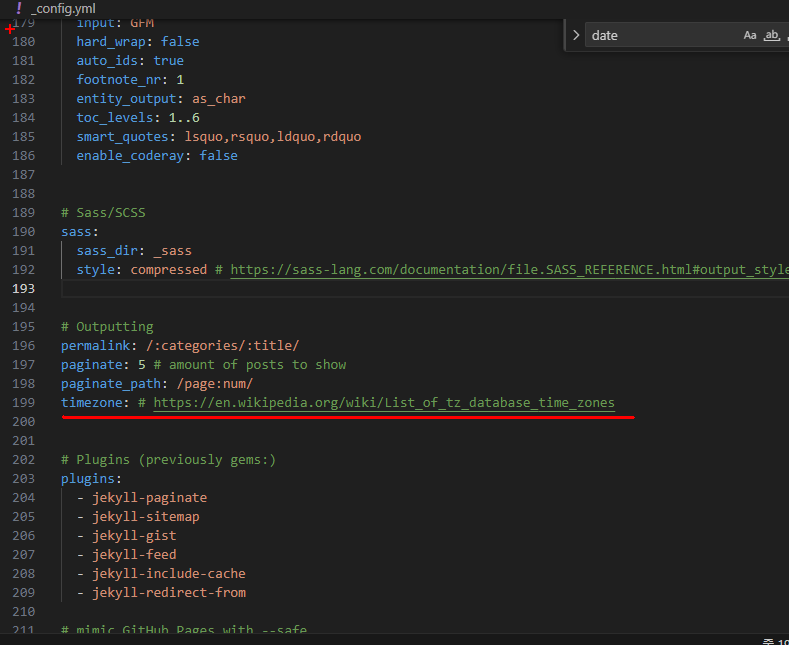 ! _config.yml
179 input: GFM
180 hard_wrap: false
181 auto_ids: true
182 footnote_nr: 1
183 entity_output: as_char
184 toc_levels: 1..6
185 smart_quotes: lsquo,rsquo,ldquo,rdquo
186 enable_coderay: false
187
188
189 # Sass/SCSS
190 sass:
191 sass_dir: _sass
192 style: compressed # https://sass-lang.com/documentation/file.SASS_REFERENCE.html#output_style
193
194
195 # Outputting
196 permalink: /:categories/:title/
197 paginate: 5 # amount of posts to show
198 paginate_path: /page:num/
199 timezone: # https://en.wikipedia.org/wiki/List_of_tz_database_time_zones
200
201
202 # Plugins (previously gems:)
203 plugins:
204 - jekyll-paginate
205 - jekyll-sitemap
206 - jekyll-gist
207 - jekyll-feed
208 - jekyll-include-cache
209 - jekyll-redirect-from
210
211 # mimic GitHub Pages with --safe
> date Aa ab